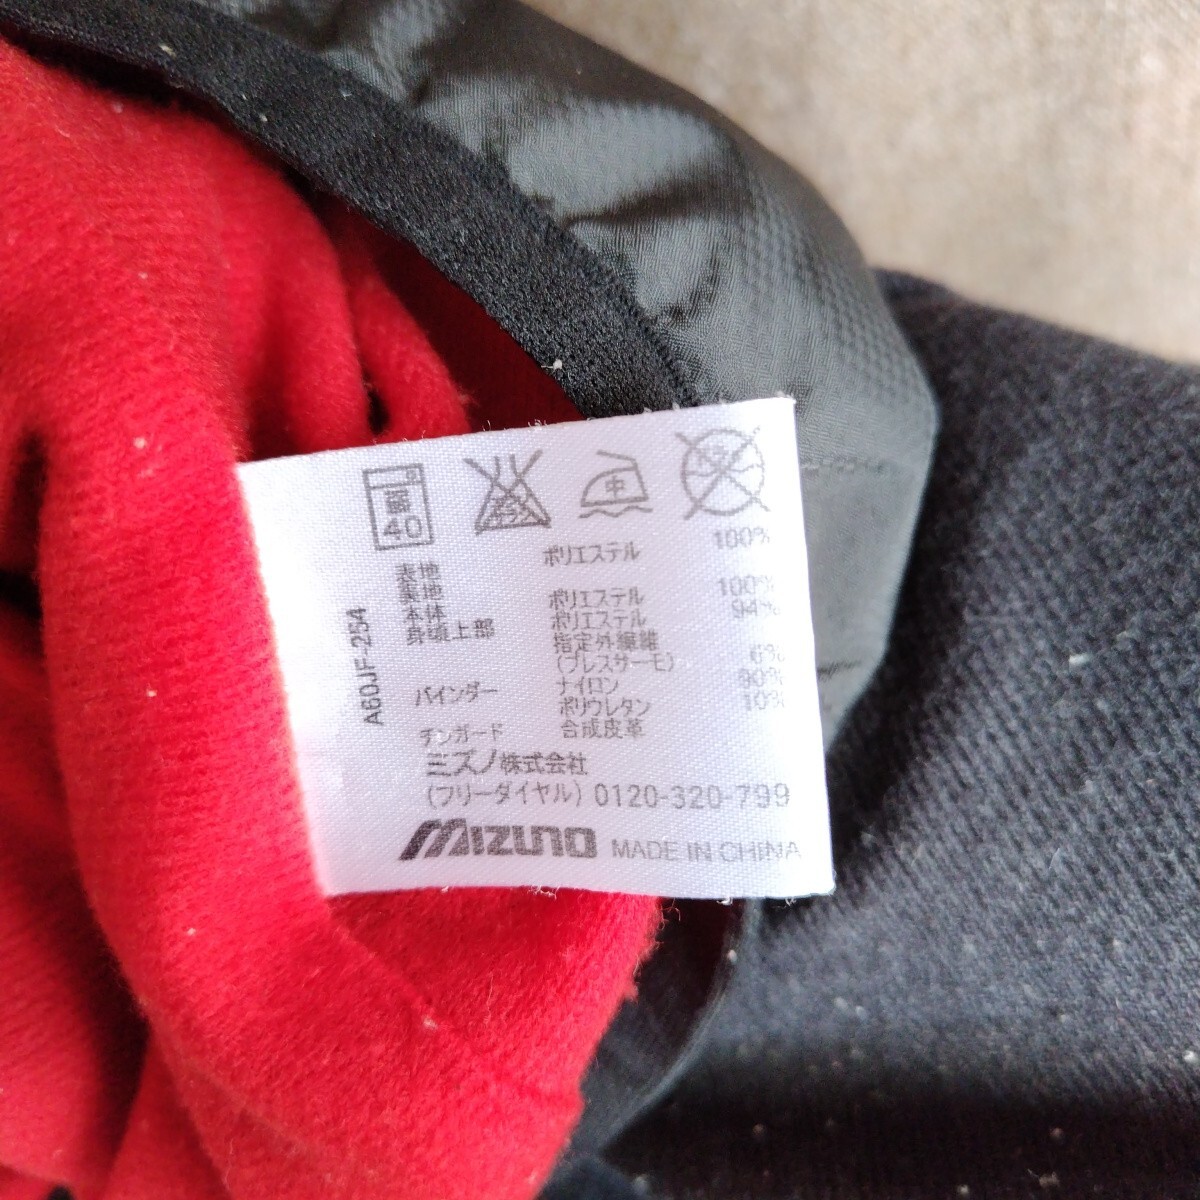 40
中
表地 ポリエステル 100%
裏地
本体 ポリエステル 100%
身頃上部 ポリエステル 94%
指定外繊維
(ブレスサーモ) 6%
バインダー ナイロン 90%
ポリウレタン 10%
チンガード 合成皮革
ミズノ株式会社
(フリーダイヤル) 0120-320-799
MIZUNO MADE IN CHINA
A60JF-254